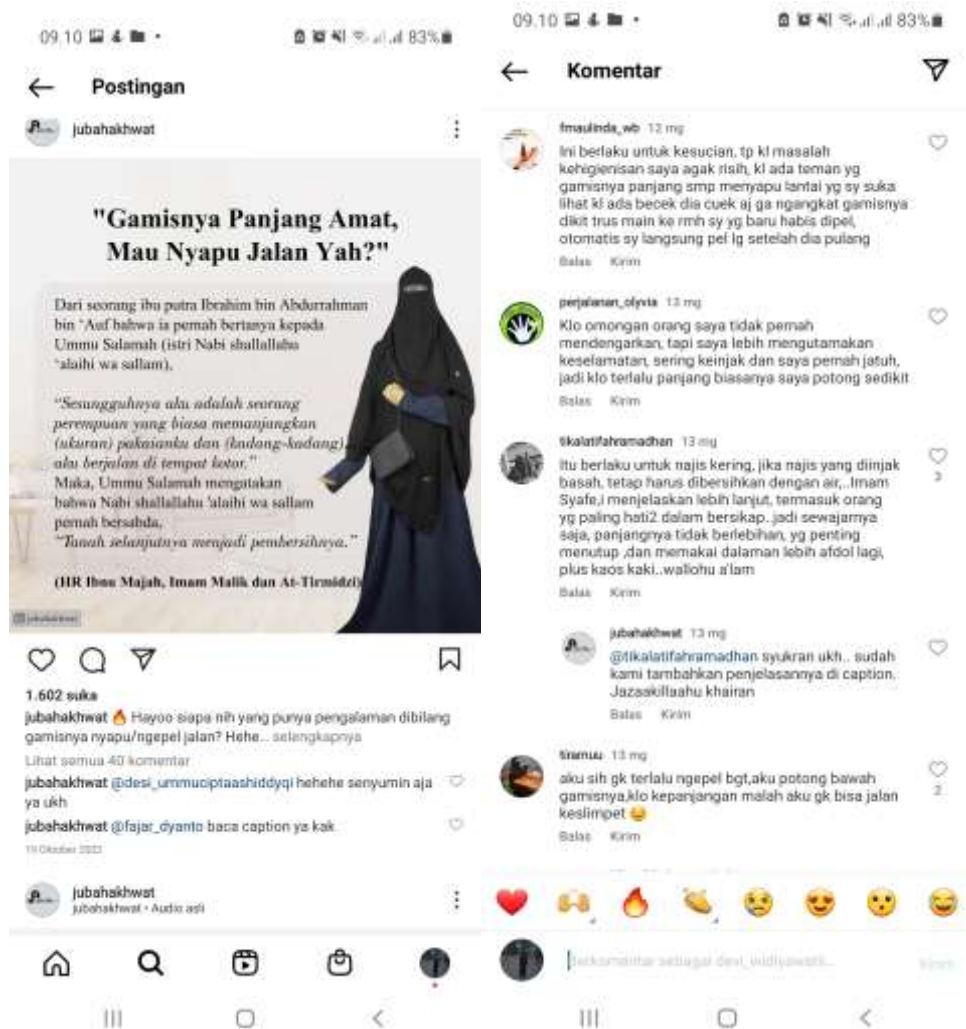 09.10
83%
Postingan
jubahakhwat
"Gamisnya Panjang Amat,
Mau Nyapu Jalan Yah?"
Dari seorang ibu putra Ibrahim bin Abdurrahman
bin 'Auf bahwa ia pernah bertanya kepada
Ummu Salamah (istri Nabi shallallahu
'alaihi wa sallam),
"Sesungguhnya aku adalah seorang
perempuan yang biasa memanjangkan
(ukuran) pakaianku dan (kadang-kadang)
aku berjalan di tempat kotor."
Maka, Ummu Salamah mengatakan
bahwa Nabi shallallahu 'alaihi wa sallam
pernah bersabda,
"Tanah selanjutnya menjadi pembersihnya."
(HR Ibnu Majah, Imam Malik dan At-Tirmidzi)
jubahakhwat
1.602 suka
jubahakhwat 🔥 Hayoo siapa nih yang punya pengalaman dibilang
gamisnya nyapu/ngepel jalan? Hehe... selengkapnya
Lihat semua 40 komentar
jubahakhwat @desi_ummuciptaashiddyqi hehehe senyumin aja
ya ukh
jubahakhwat @fajar_dyanto baca caption ya kak
19 Oktober 2022
jubahakhwat
jubahakhwat • Audio asli
09.10
83%
Komentar
fmaulinda_wb 13 mg
Ini berlaku untuk kesucian, tp kl masalah
kehigienisan saya agak risih, kl ada teman yg
gamisnya panjang smp menyapu lantai yg sy suka
lihat kl ada becek dia cuek aj ga ngangkat gamisnya
dikit trus main ke rmh sy yg baru habis dipel,
otomatis sy langsung pel lg setelah dia pulang
Balas Kirim
perjalanan_olyvia 13 mg
Klo omongan orang saya tidak pernah
mendengarkan, tapi saya lebih mengutamakan
keselamatan, sering keinjak dan saya pernah jatuh,
jadi klo terlalu panjang biasanya saya potong sedikit
Balas Kirim
tikalatifahramadhan 13 mg
Itu berlaku untuk najis kering, jika najis yang diinjak
basah, tetap harus dibersihkan dengan air,..Imam
Syafe,i menjelaskan lebih lanjut, termasuk orang
yg paling hati2 dalam bersikap..jadi sewajarnya
saja, panjangnya tidak berlebihan, yg penting
menutup ,dan memakai dalaman lebih afdol lagi,
plus kaos kaki..wallohu a'lam
3
Balas Kirim
jubahakhwat 13 mg
@tikalatifahramadhan syukran ukh.. sudah
kami tambahkan penjelasannya di caption.
Jazaakillaahu khairan
Balas Kirim
tiramuu 13 mg
aku sih gk terlalu ngepel bgt,aku potong bawah
gamisnya,klo kepanjangan malah aku gk bisa jalan
keslimpet 😔
2
Balas Kirim
Berkomentar sebagai devi_widiyawati...
Kirim